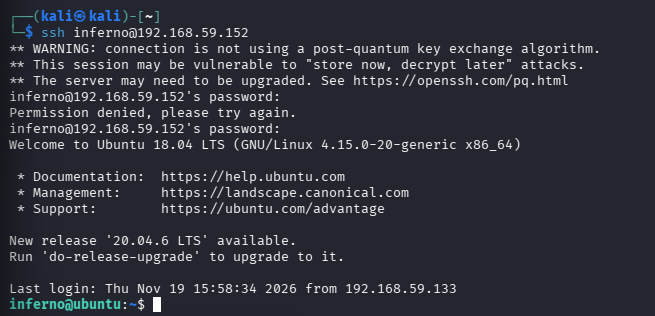 ┌──(kali㉿kali)-[~]
└─$ ssh inferno@192.168.59.152
** WARNING: connection is not using a post-quantum key exchange algorithm.
** This session may be vulnerable to "store now, decrypt later" attacks.
** The server may need to be upgraded. See https://openssh.com/pq.html
inferno@192.168.59.152's password:
Permission denied, please try again.
inferno@192.168.59.152's password:
Welcome to Ubuntu 18.04 LTS (GNU/Linux 4.15.0-20-generic x86_64)

 * Documentation:  https://help.ubuntu.com
 * Management:     https://landscape.canonical.com
 * Support:        https://ubuntu.com/advantage

New release '20.04.6 LTS' available.
Run 'do-release-upgrade' to upgrade to it.

Last login: Thu Nov 19 15:58:34 2026 from 192.168.59.133
inferno@ubuntu:~$